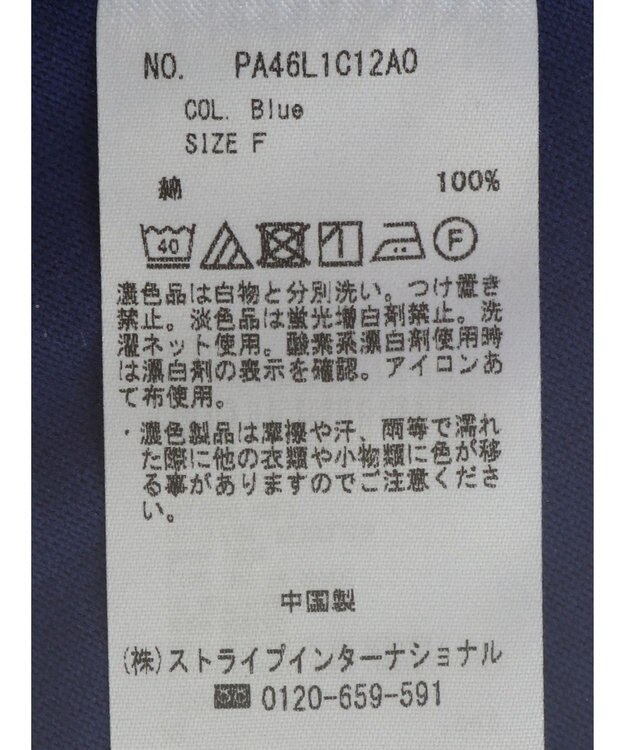 NO. PA46L1C12A0
COL. Blue
SIZE F
綿 100%
40 F
濃色品は白物と分別洗い。つけ置き
禁止。淡色品は蛍光増白剤禁止。洗
濯ネット使用。酸素系漂白剤使用時
は漂白剤の表示を確認。アイロンあ
て布使用。
・濃色製品は摩擦や汗、雨等で濡れ
た際に他の衣類や小物類に色が移
る事がありますのでご注意くださ
い。
中国製
(株)ストライプインターナショナル
0120-659-591